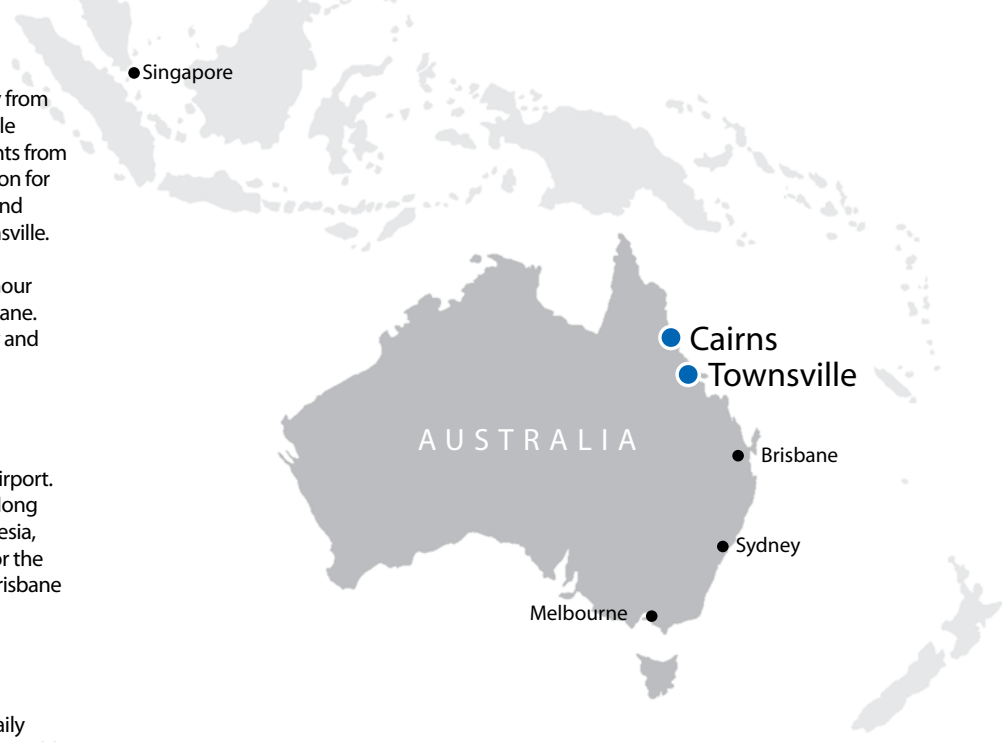 from
nts from
on for
nd
sville.
our
ane.
and
irport.
long
esia,
or the
risbane
aily
Singapore
Cairns
Townsville
AUSTRALIA
Brisbane
Sydney
Melbourne